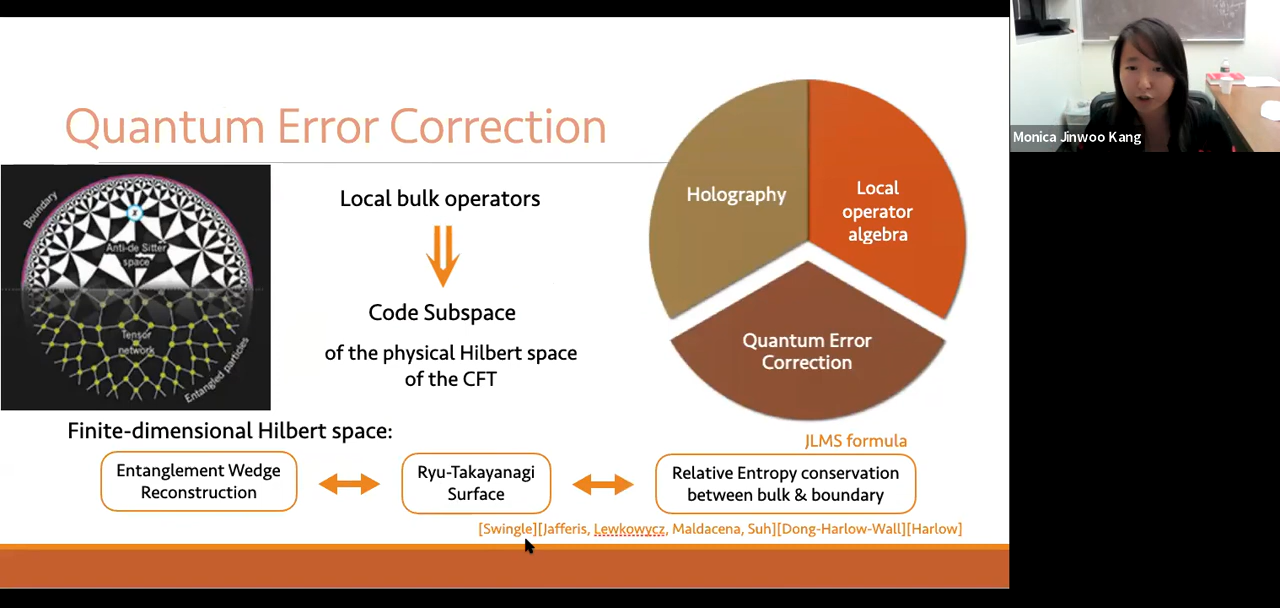 Quantum Error Correction
Boundary
Anti-de Sitter
space
Tensor
network
Entangled particles
Local bulk operators
Code Subspace
of the physical Hilbert space
of the CFT
Holography
Local
operator
algebra
Quantum Error
Correction
Finite-dimensional Hilbert space:
JLMS formula
Entanglement Wedge
Reconstruction
Ryu-Takayanagi
Surface
Relative Entropy conservation
between bulk & boundary
[Swingle][Jafferis, Lewkowycz, Maldacena, Suh][Dong-Harlow-Wall][Harlow]
Monica Jinwoo Kang